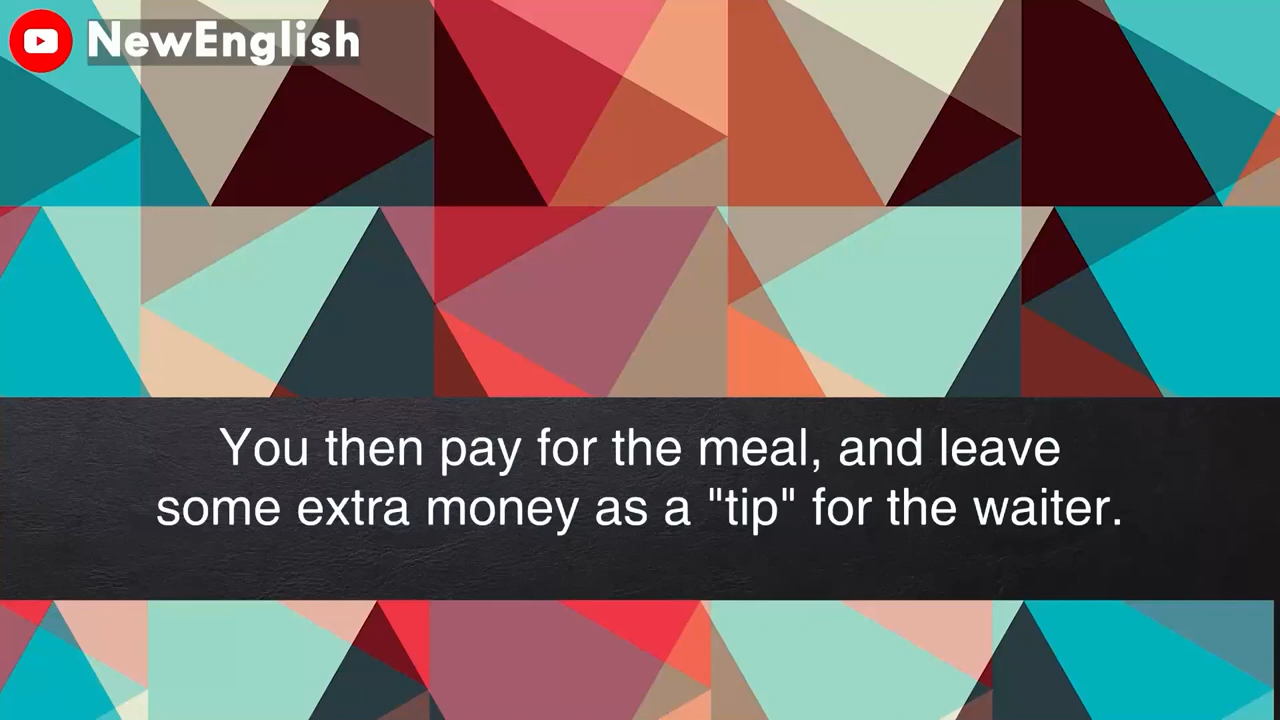 NewEnglish
You then pay for the meal, and leave
some extra money as a "tip" for the waiter.